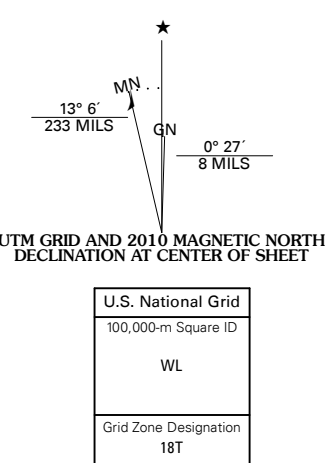 ★
MN
13° 6´
233 MILS
GN
0° 27´
8 MILS
UTM GRID AND 2010 MAGNETIC NORTH
DECLINATION AT CENTER OF SHEET
U.S. National Grid
100,000-m Square ID
WL
Grid Zone Designation
18T